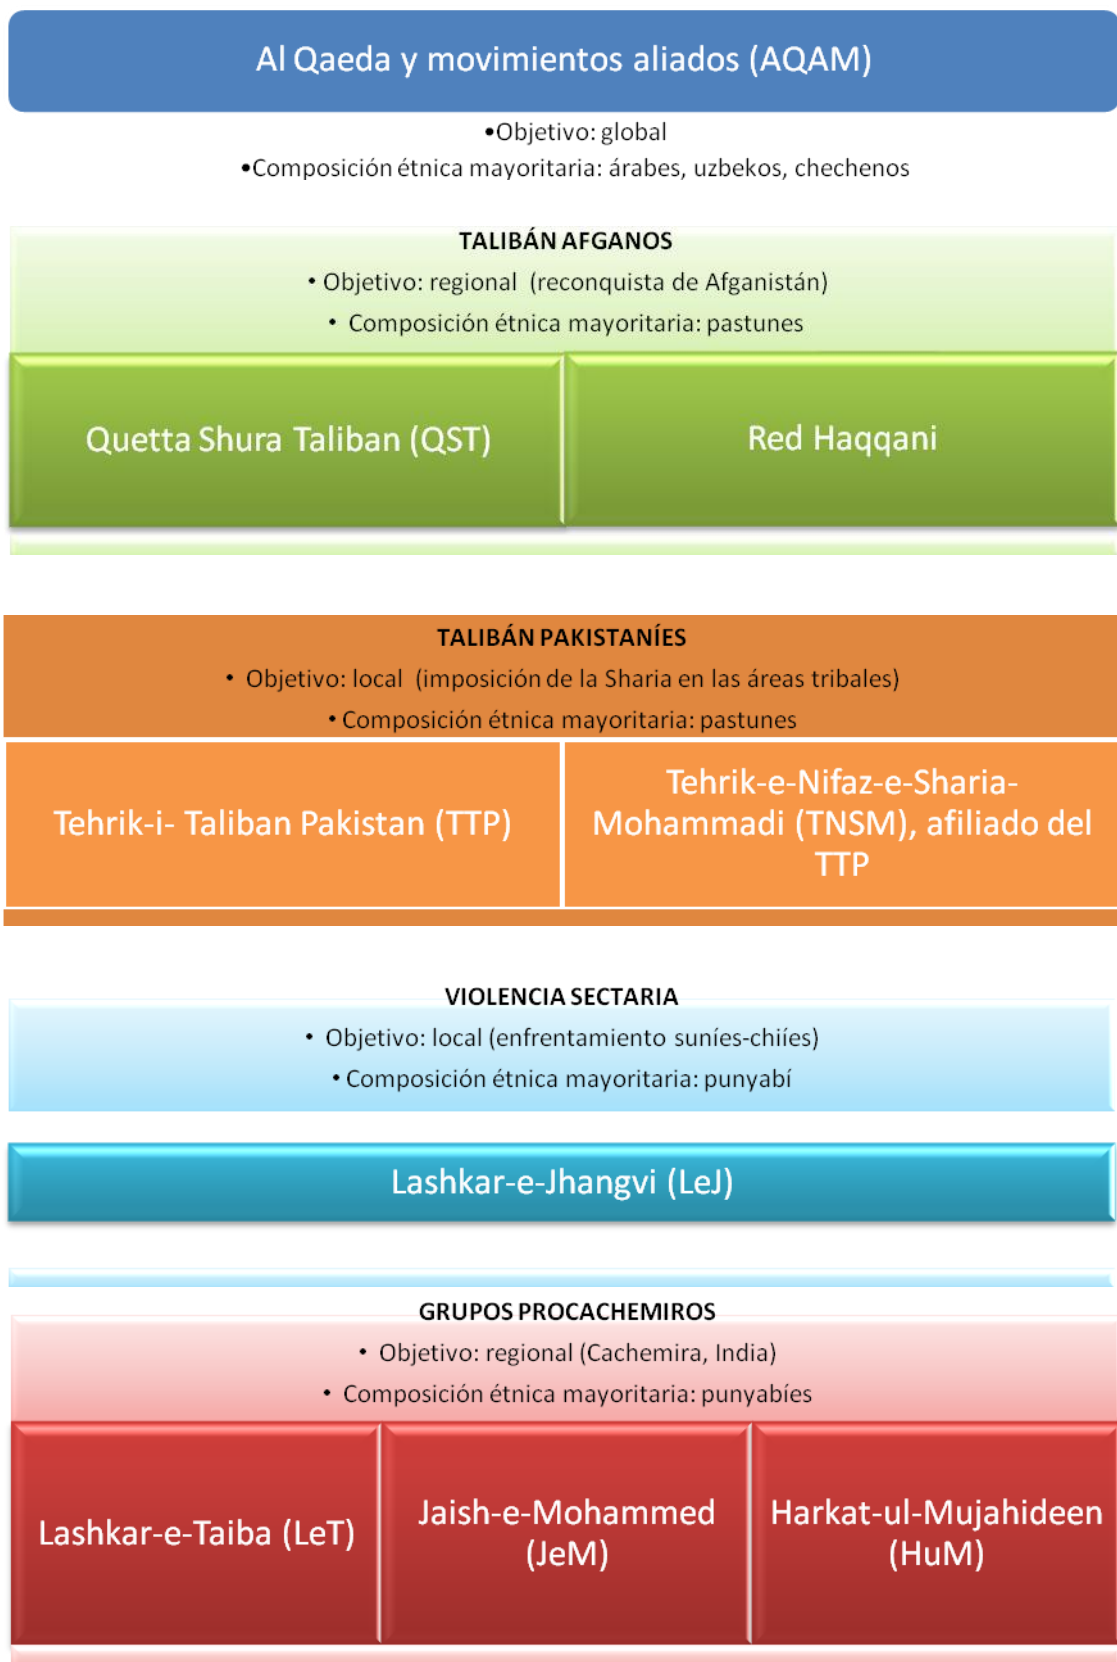 Al Qaeda y movimientos aliados (AQAM)
•Objetivo: global
•Composición étnica mayoritaria: árabes, uzbekos, chechenos
TALIBÁN AFGANOS
• Objetivo: regional (reconquista de Afganistán)
• Composición étnica mayoritaria: pastunes
Quetta Shura Taliban (QST)
Red Haqqani
TALIBÁN PAKISTANÍES
• Objetivo: local (imposición de la Sharia en las áreas tribales)
• Composición étnica mayoritaria: pastunes
Tehrik-i- Taliban Pakistan (TTP)
Tehrik-e-Nifaz-e-Sharia-
Mohammadi (TNSM), afiliado del
TTP
VIOLENCIA SECTARIA
• Objetivo: local (enfrentamiento suníes-chiíes)
• Composición étnica mayoritaria: punyabí
Lashkar-e-Jhangvi (LeJ)
GRUPOS PROCACHEMIROS
• Objetivo: regional (Cachemira, India)
• Composición étnica mayoritaria: punyabíes
Lashkar-e-Taiba (LeT)
Jaish-e-Mohammed
(JeM)
Harkat-ul-Mujahideen
(HuM)